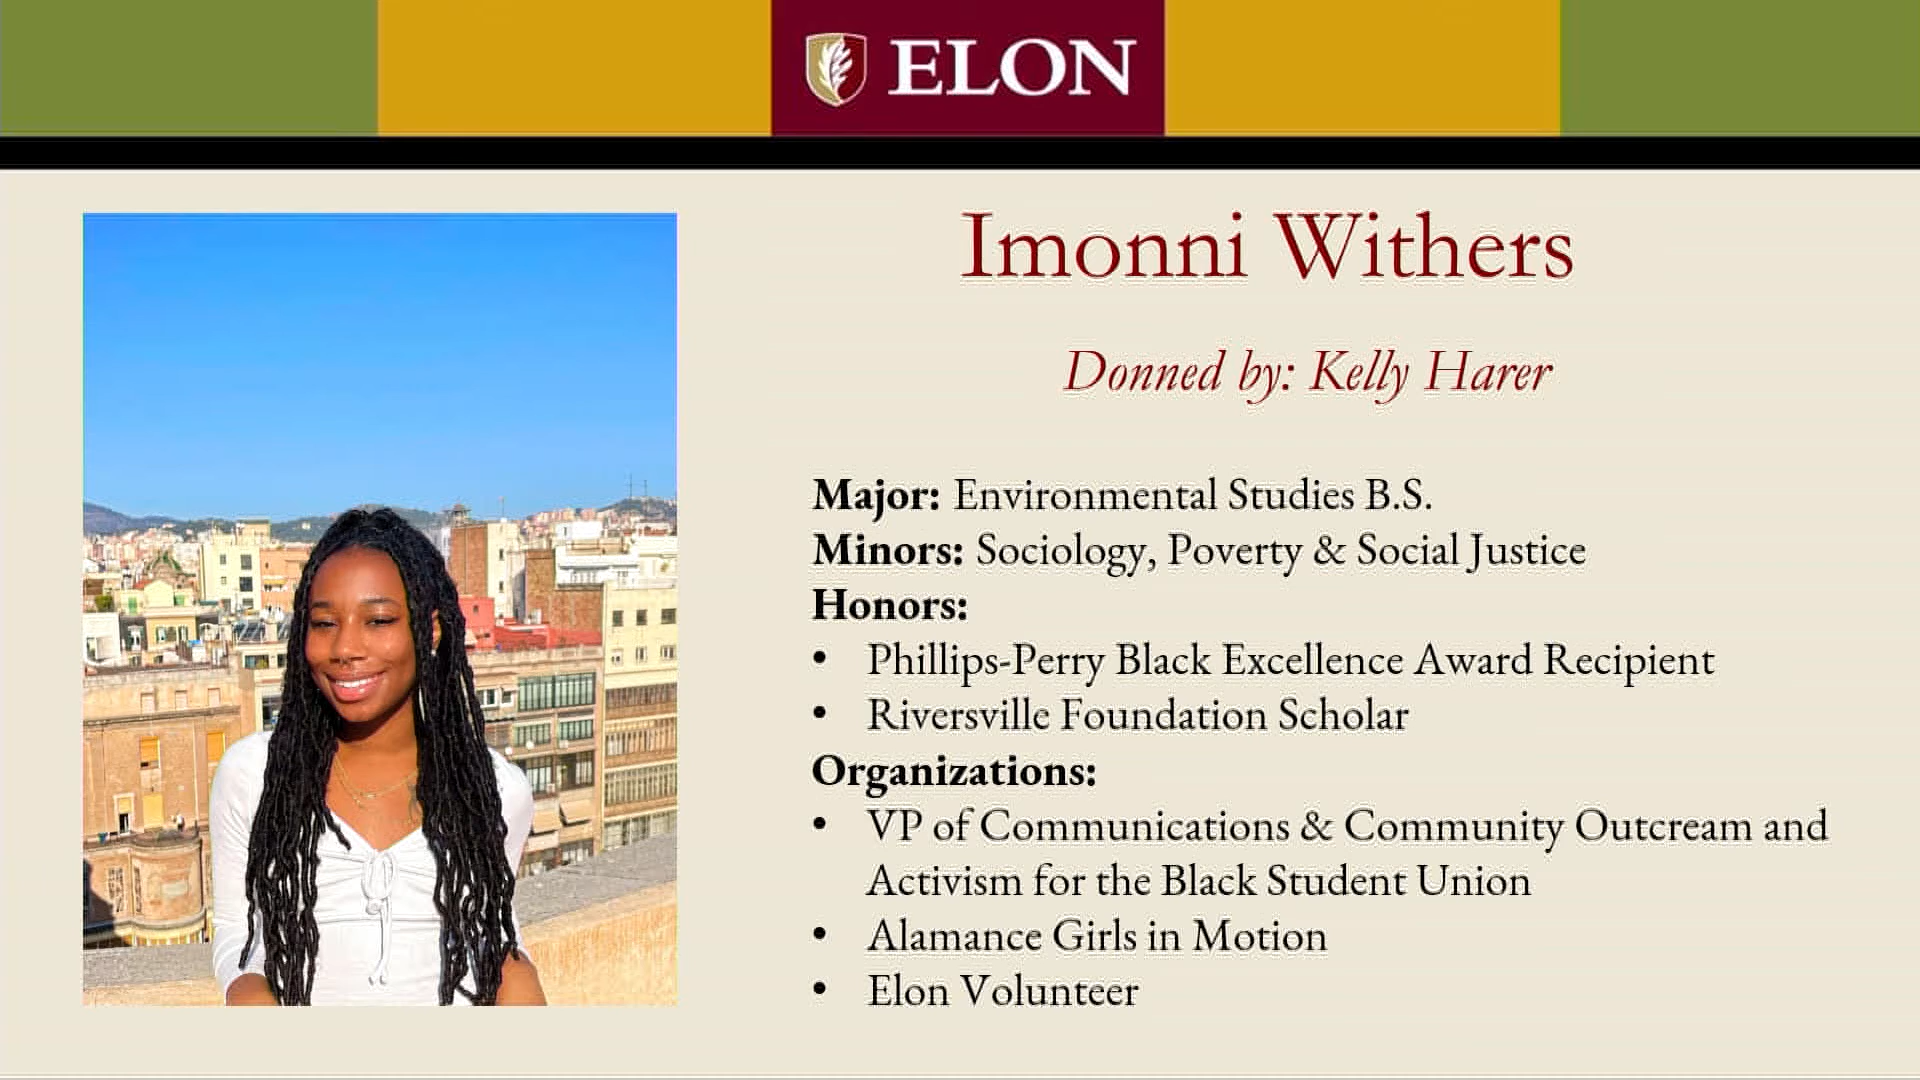 ELON
Imonni Withers
Donned by: Kelly Harer
Major: Environmental Studies B.S.
Minors: Sociology, Poverty & Social Justice
Honors:
• Phillips-Perry Black Excellence Award Recipient
• Riversville Foundation Scholar
Organizations:
• VP of Communications & Community Outcream and
Activism for the Black Student Union
• Alamance Girls in Motion
• Elon Volunteer